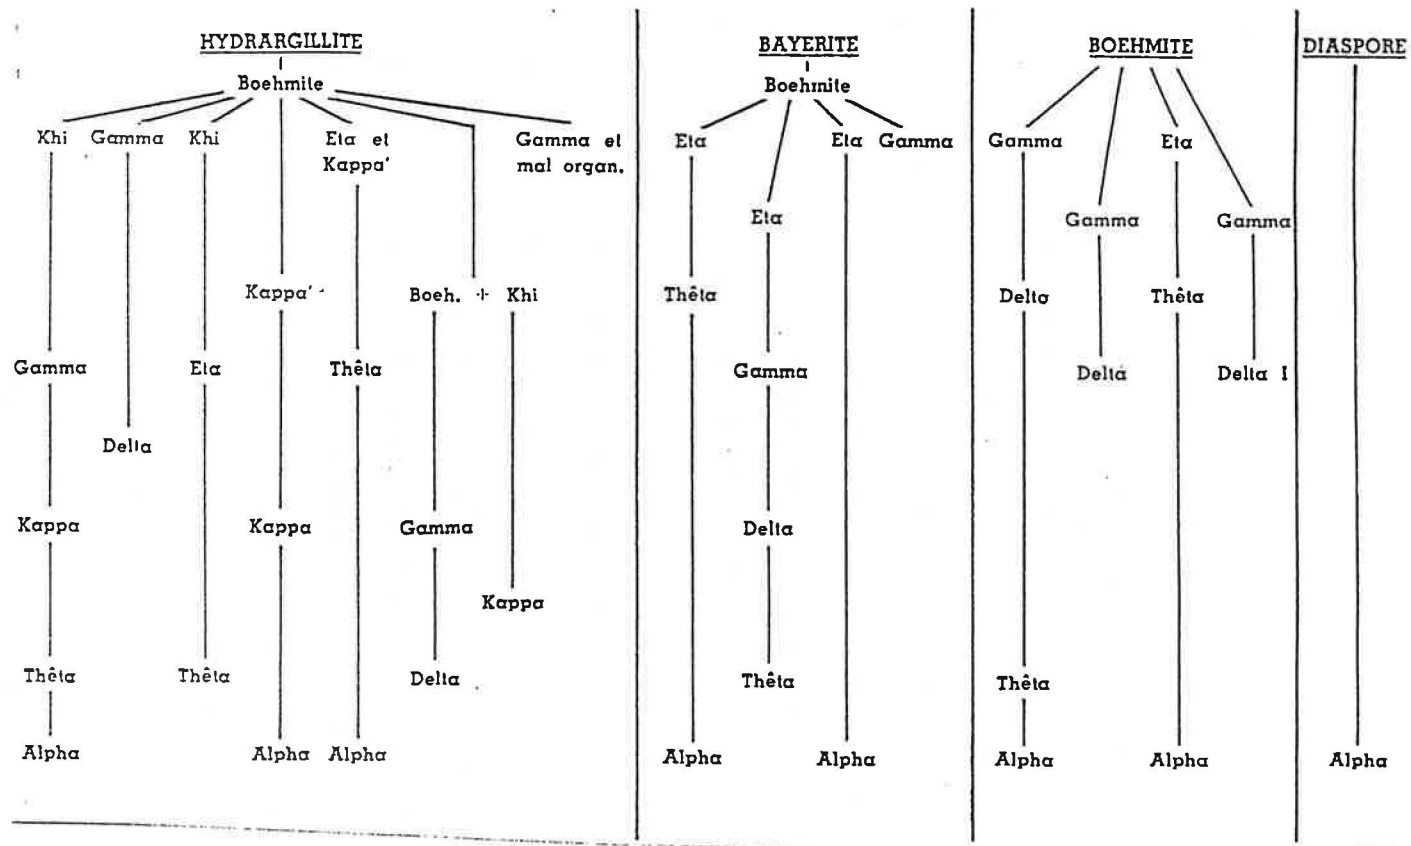 HYDRARGILLITE BAYERITE BOEHMITE DIASPORE
Boehmite Boehmite
Khi Gamma Khi Eta et Gamma et Eta Eta Gamma Gamma Eta
Kappa' mal organ.
Eta Gamma Gamma
Kappa' Boeh. + Khi Thêta Delta Thêta
Gamma Eta Thêta Gamma Delta Delta I
Delta
Kappa Kappa Gamma Delta
Kappa
Thêta Thêta Delta Thêta Thêta
Alpha Alpha Alpha Alpha Alpha Alpha Alpha Alpha